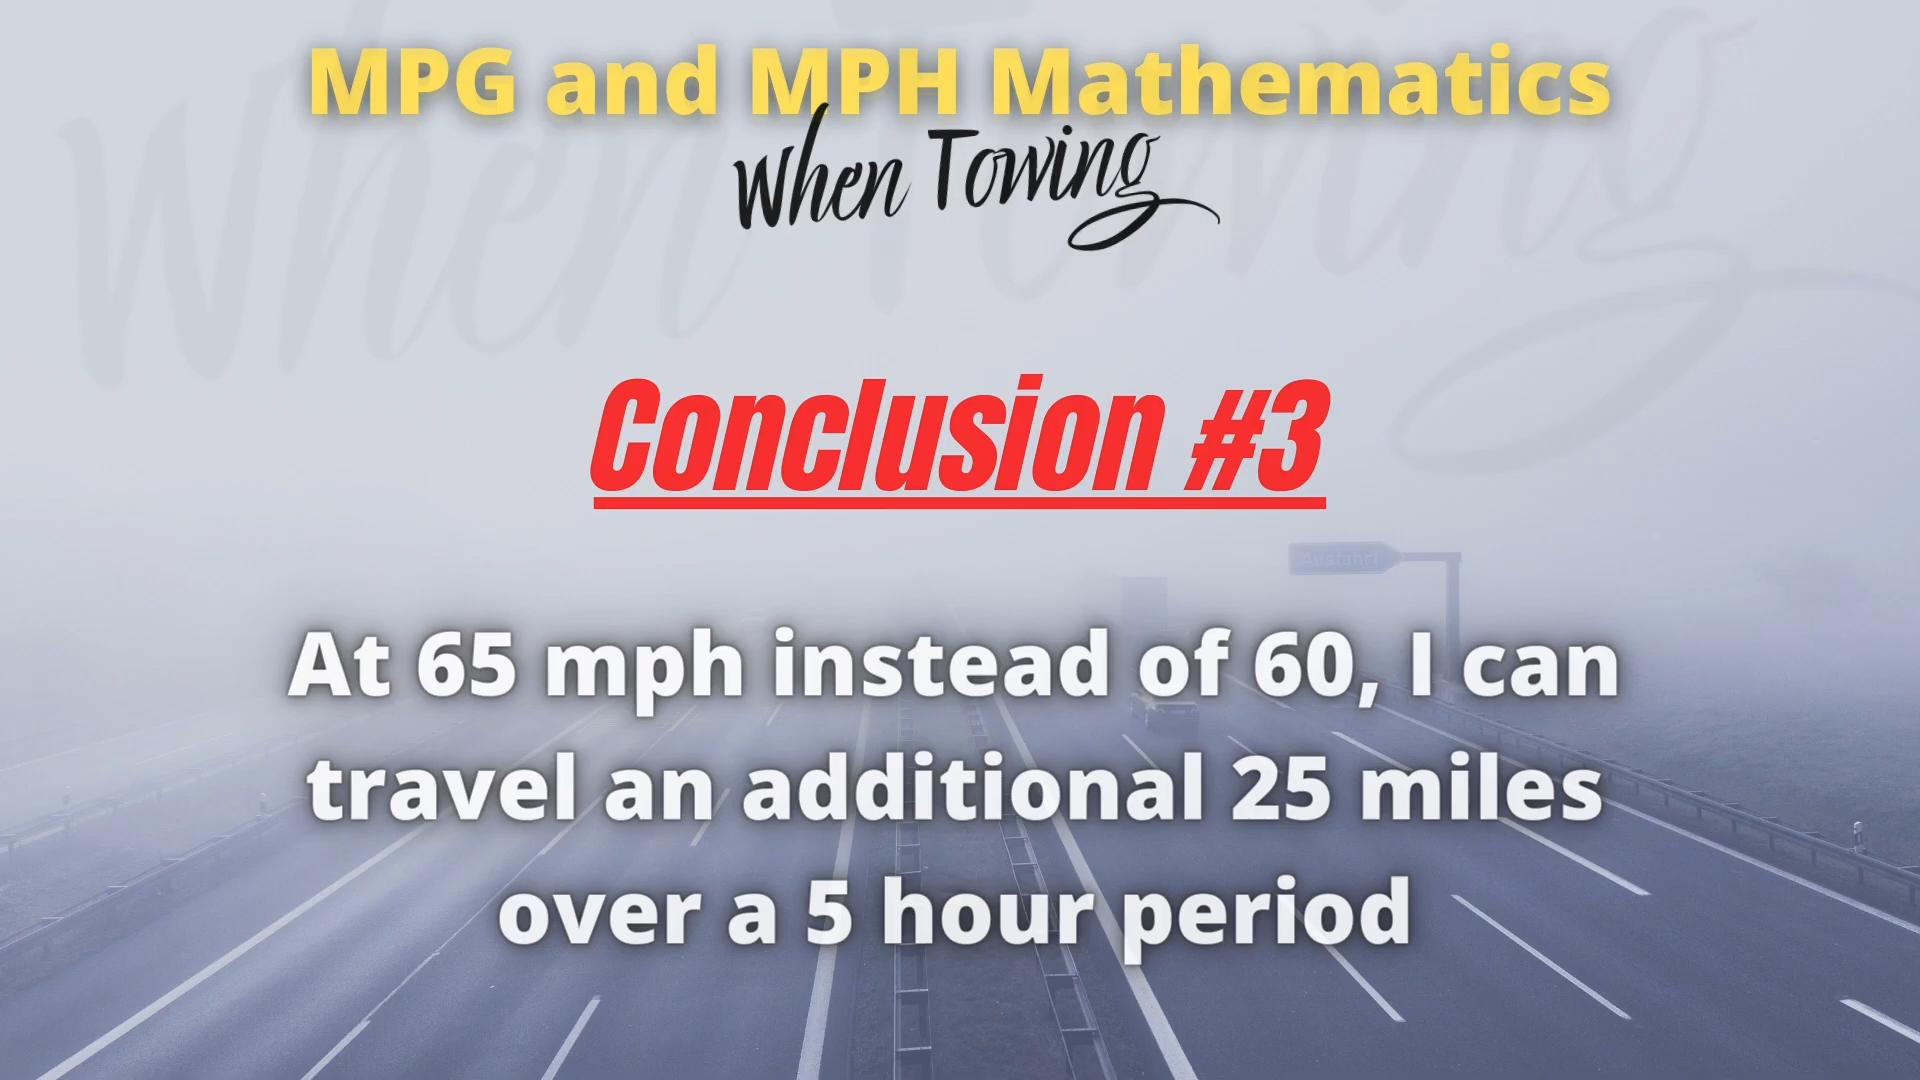 MPG and MPH Mathematics
When Towing
Conclusion #3
Ausfahrt
At 65 mph instead of 60, I can
travel an additional 25 miles
over a 5 hour period